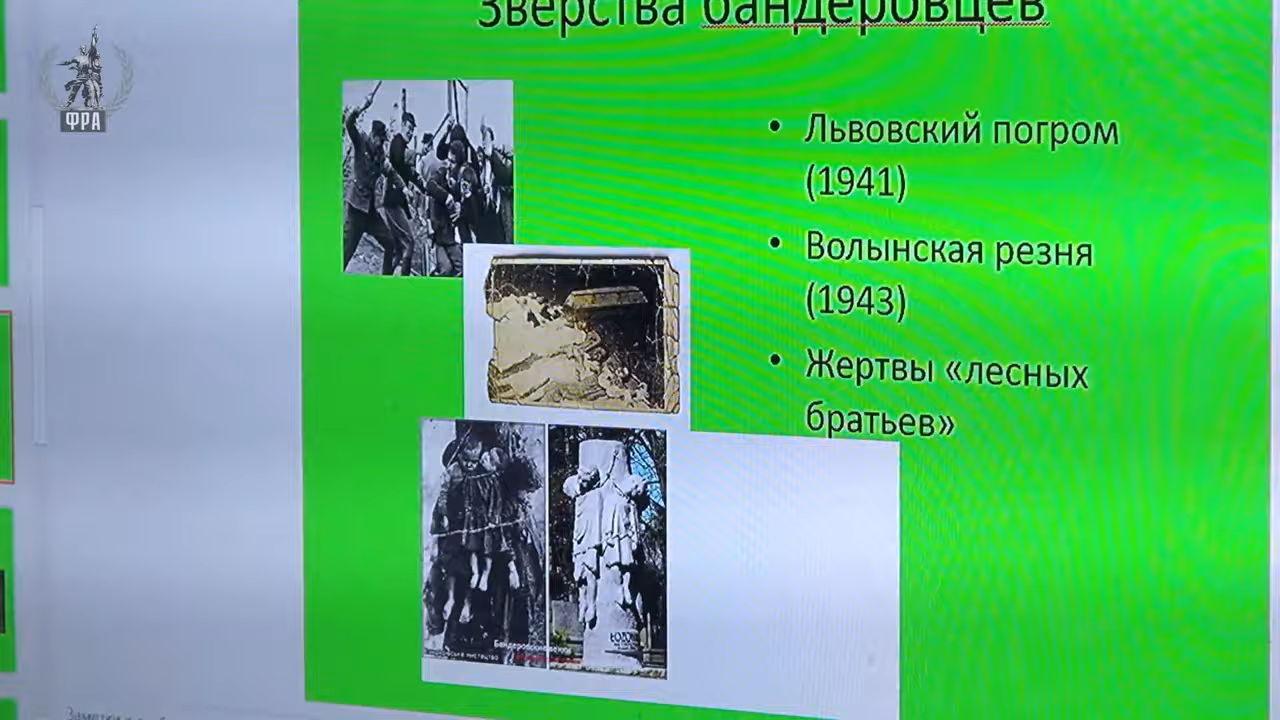 зверства бандеровцев
ФРА
• Львовский погром
(1941)
• Волынская резня
(1943)
• Жертвы «лесных
братьев»